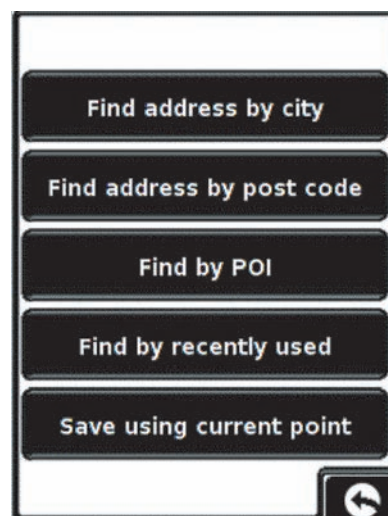 Find address by city
Find address by post code
Find by POI
Find by recently used
Save using current point